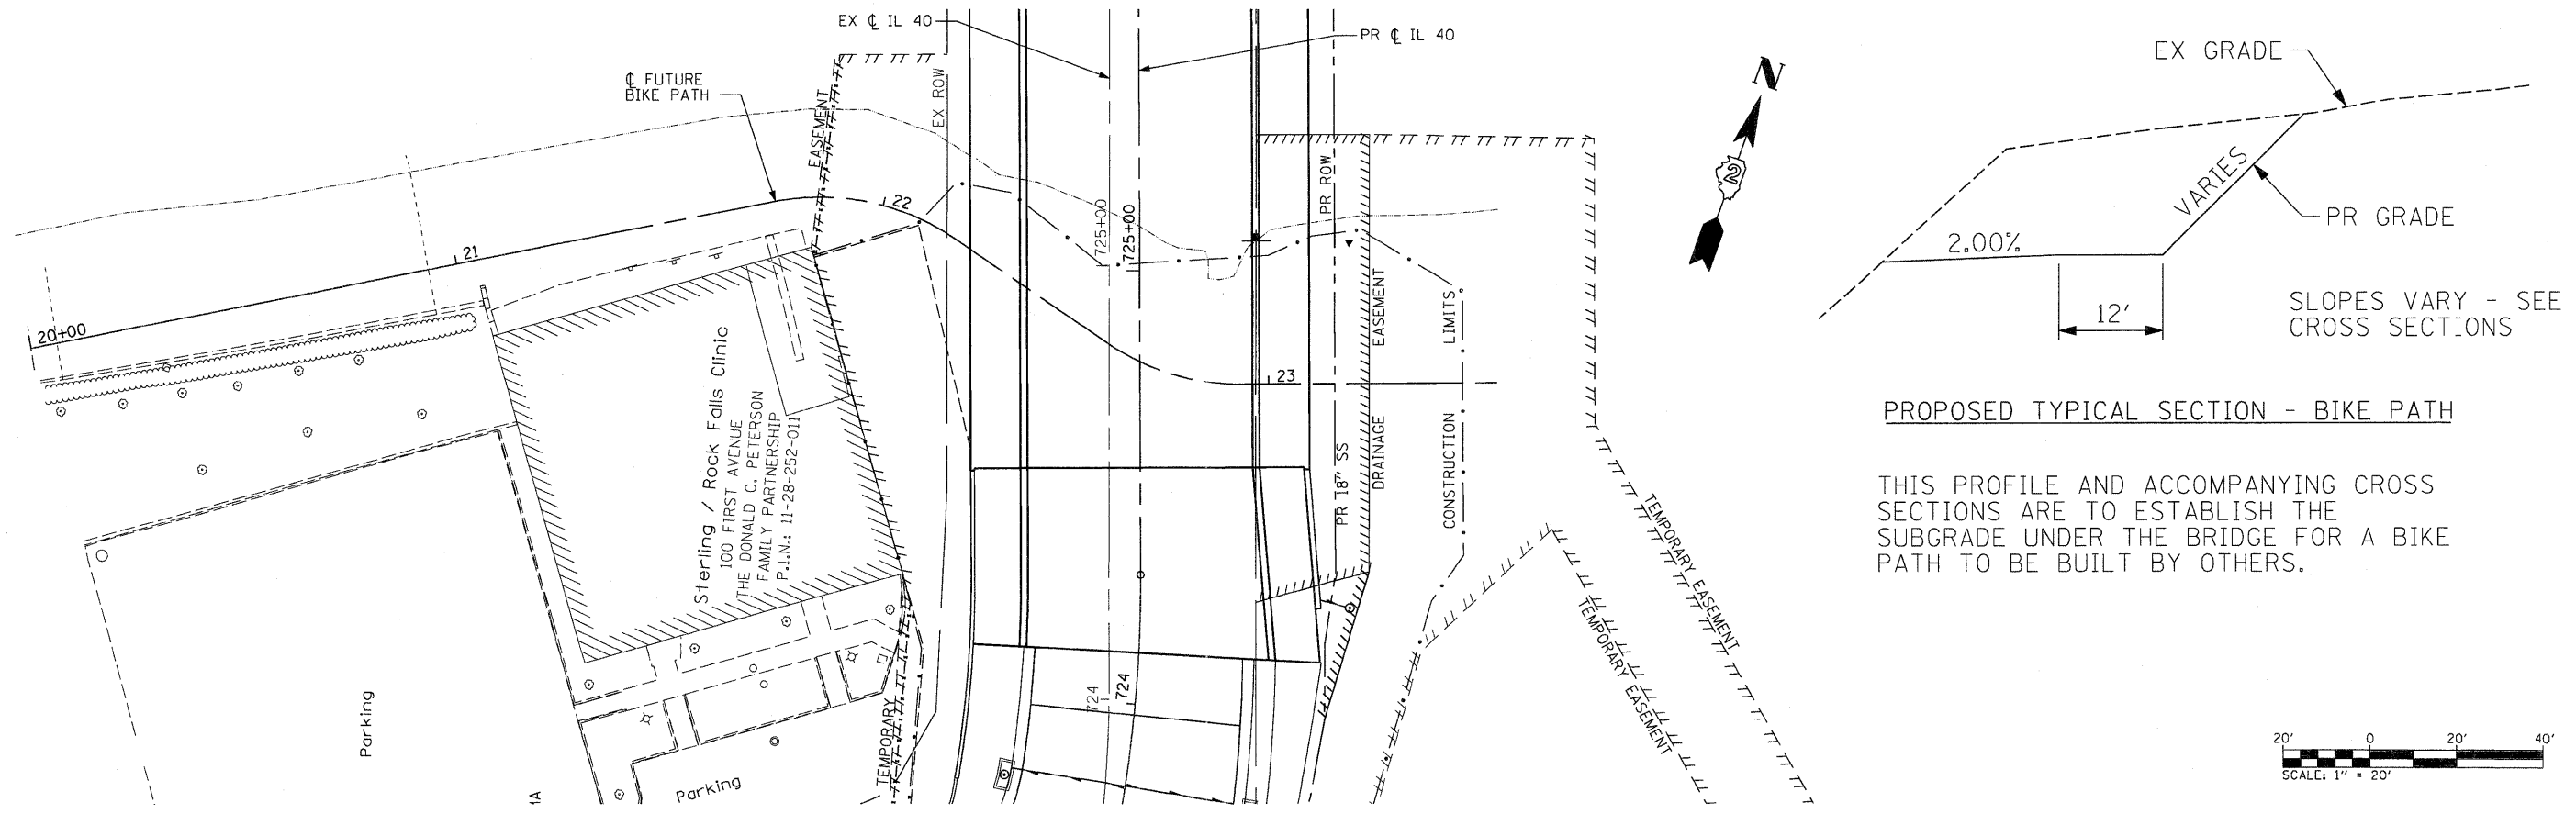 EX ℄ IL 40
PR ℄ IL 40
℄ FUTURE
BIKE PATH
EASEMENT
EX ROW
PR ROW
N
2
20+00
21
22
23
725+00
725+00
EASEMENT
DRAINAGE
LIMITS
CONSTRUCTION
PR 18" SS
Sterling / Rock Falls Clinic
100 FIRST AVENUE
THE DONALD C. PETERSON
FAMILY PARTNERSHIP
P.I.N.: 11-28-252-011
724
724
TEMPORARY
TEMPORARY EASEMENT
TEMPORARY EASEMENT
Parking
Parking
EX GRADE
VARIES
PR GRADE
2.00%
12'
SLOPES VARY - SEE
CROSS SECTIONS
PROPOSED TYPICAL SECTION - BIKE PATH
THIS PROFILE AND ACCOMPANYING CROSS
SECTIONS ARE TO ESTABLISH THE
SUBGRADE UNDER THE BRIDGE FOR A BIKE
PATH TO BE BUILT BY OTHERS.
20' 0 20' 40'
SCALE: 1" = 20'